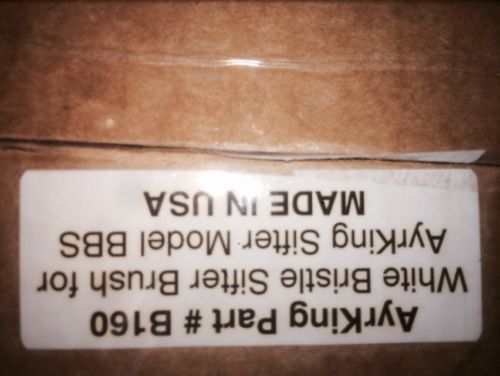 AyrKing Part # B160
White Bristle Sifter Brush for
AyrKing Sifter Model BBS
MADE IN USA